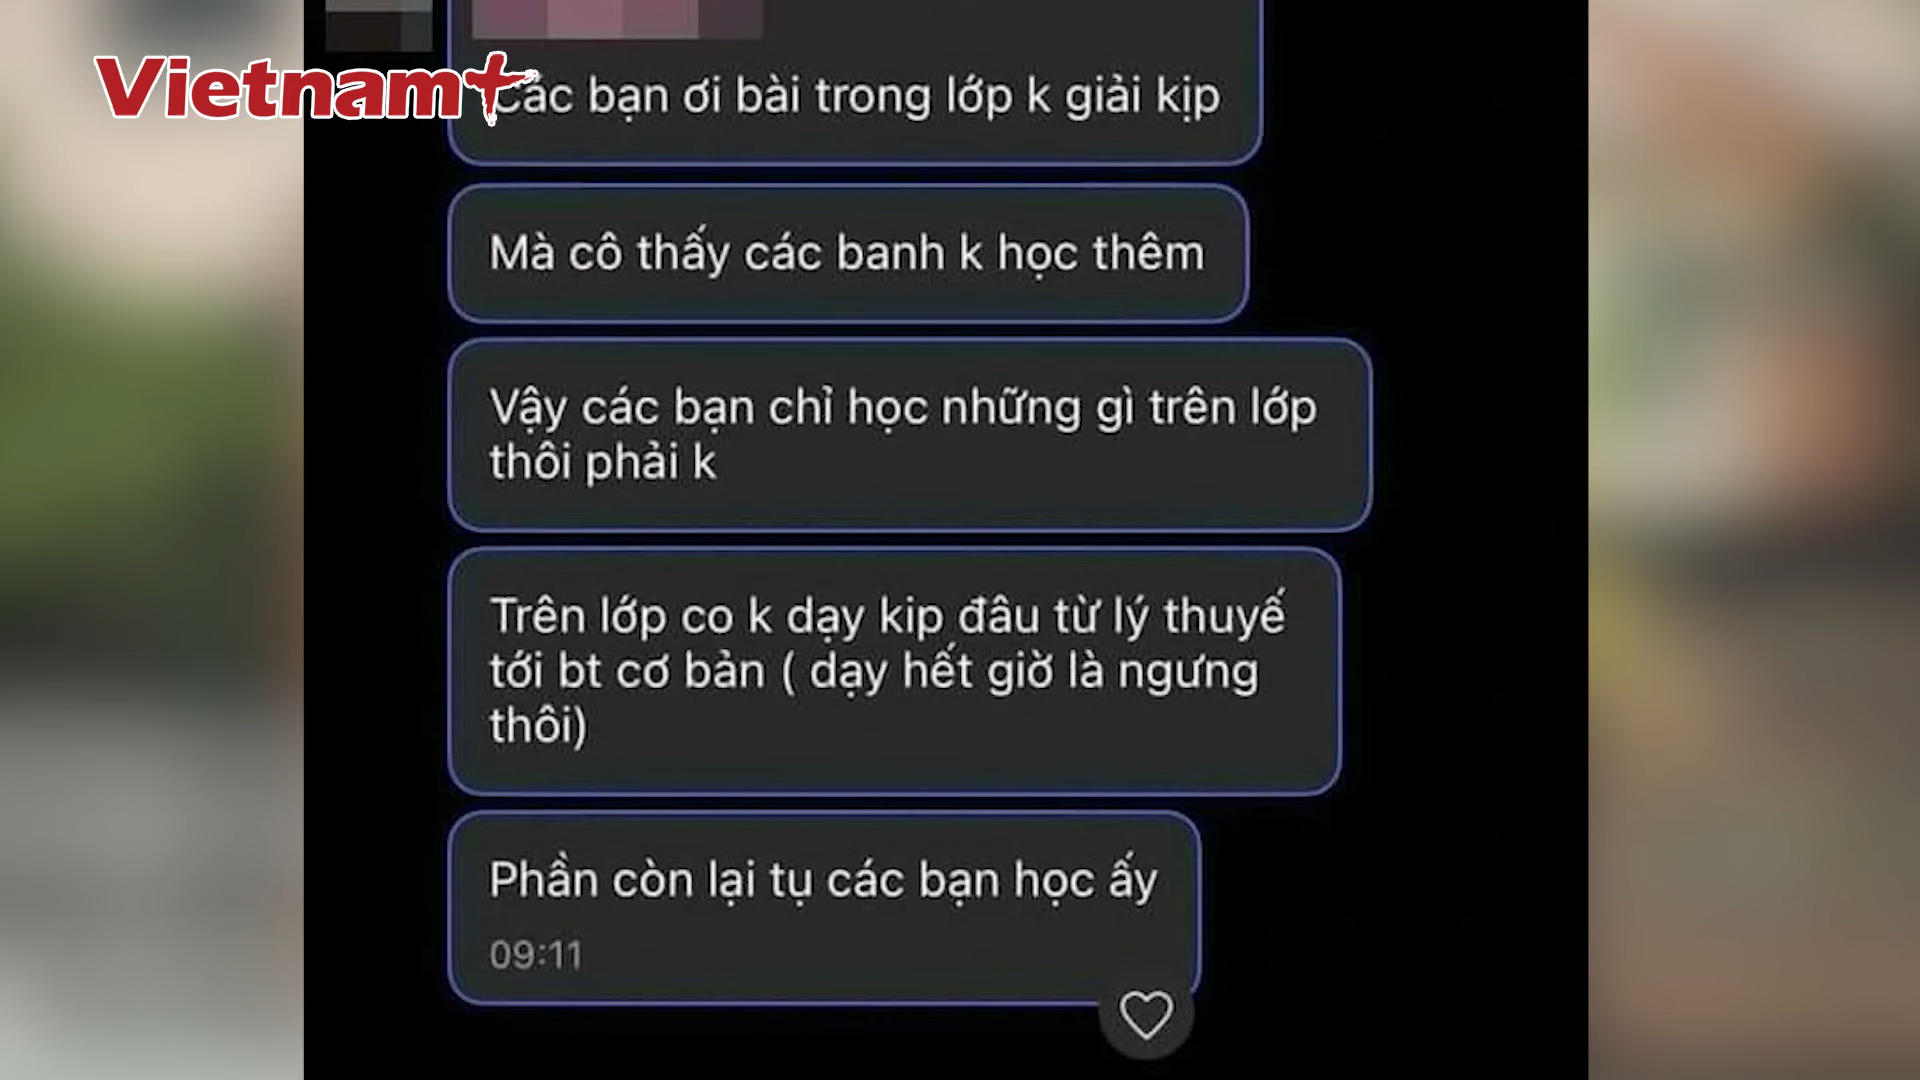 Vietnam+
Các bạn ơi bài trong lớp k giải kịp
Mà cô thấy các banh k học thêm
Vậy các bạn chỉ học những gì trên lớp
thôi phải k
Trên lớp co k dạy kip đâu từ lý thuyế
tới bt cơ bản ( dạy hết giờ là ngưng
thôi)
Phần còn lại tụ các bạn học ấy
09:11